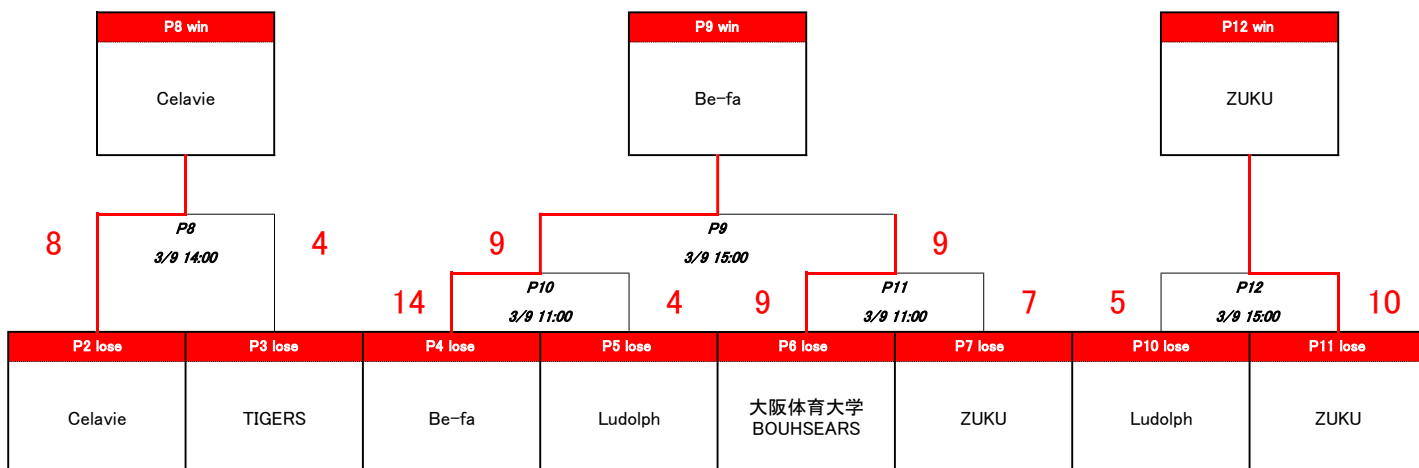 P8 win
P9 win
P12 win
Celavie
Be-fa
ZUKU
P8
3/9 14:00
8
4
P9
3/9 15:00
9
9
P10
3/9 11:00
14
4
P11
3/9 11:00
9
7
P12
3/9 15:00
5
10
P2 lose
P3 lose
P4 lose
P5 lose
P6 lose
P7 lose
P10 lose
P11 lose
Celavie
TIGERS
Be-fa
Ludolph
大阪体育大学
BOUHSEARS
ZUKU
Ludolph
ZUKU